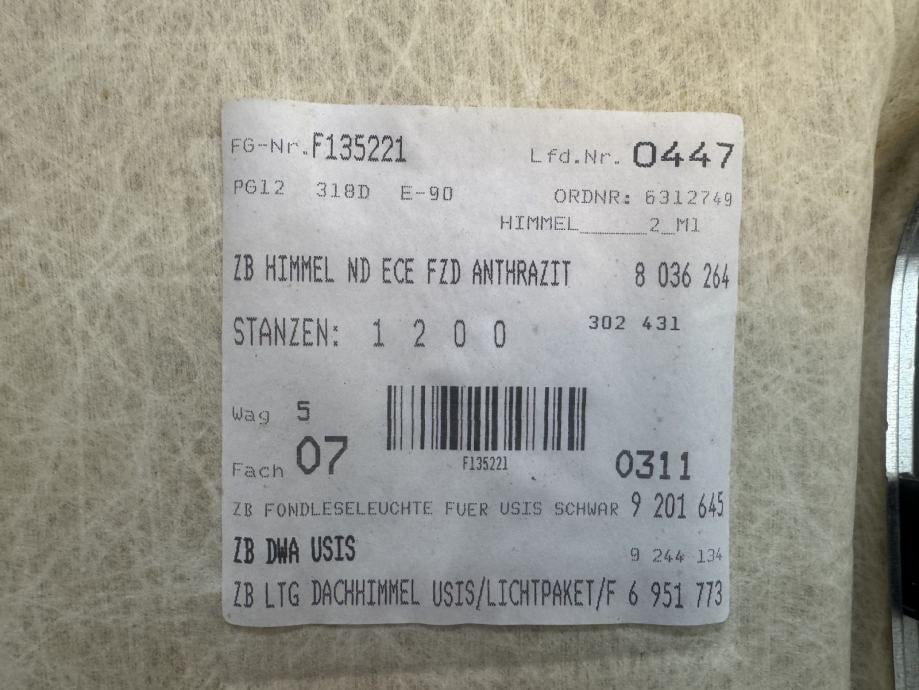 FG-Nr.F135221 Lfd.Nr. 0447
PG12 318D E-90 ORDNR: 6312749
HIMMEL______2_M1
ZB HIMMEL ND ECE FZD ANTHRAZIT 8 036 264
STANZEN: 1 2 0 0 302 431
Wag 5
Fach 07 F135221 0311
ZB FONDLESELEUCHTE FUER USIS SCHWAR 9 201 645
ZB DWA USIS 9 244 134
ZB LTG DACHHIMMEL USIS/LICHTPAKET/F 6 951 773